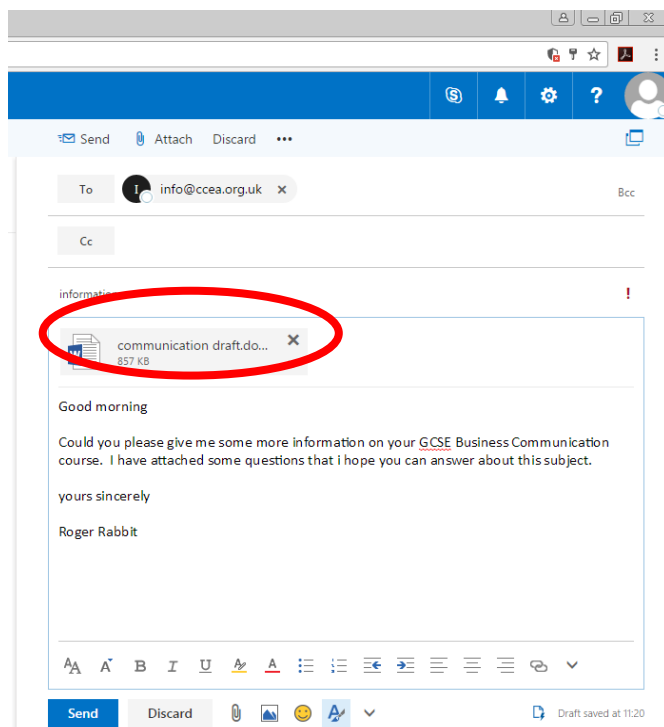 Send Attach Discard •••
To I info@ccea.org.uk × Bcc
Cc
information !
communication draft.do... ×
857 KB
Good morning
Could you please give me some more information on your GCSE Business Communication
course. I have attached some questions that i hope you can answer about this subject.
yours sincerely
Roger Rabbit
AA A B I U A A
Send Discard Draft saved at 11:20